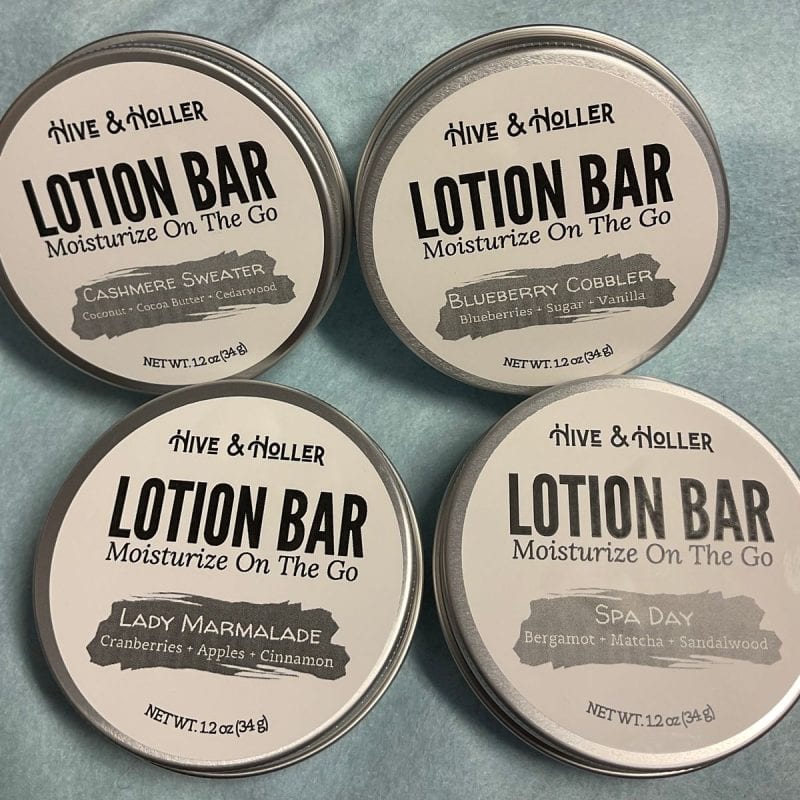 HIVE & HOLLER
LOTION BAR
Moisturize On The Go
CASHMERE SWEATER
Coconut + Cocoa Butter + Cedarwood
NET WT. 1.2 oz (34 g)
HIVE & HOLLER
LOTION BAR
Moisturize On The Go
BLUEBERRY COBBLER
Blueberries + Sugar + Vanilla
NET WT. 1.2 oz (34 g)
HIVE & HOLLER
LOTION BAR
Moisturize On The Go
LADY MARMALADE
Cranberries + Apples + Cinnamon
NET WT. 1.2 oz (34 g)
HIVE & HOLLER
LOTION BAR
Moisturize On The Go
SPA DAY
Bergamot + Matcha + Sandalwood
NET WT. 1.2 oz (34 g)